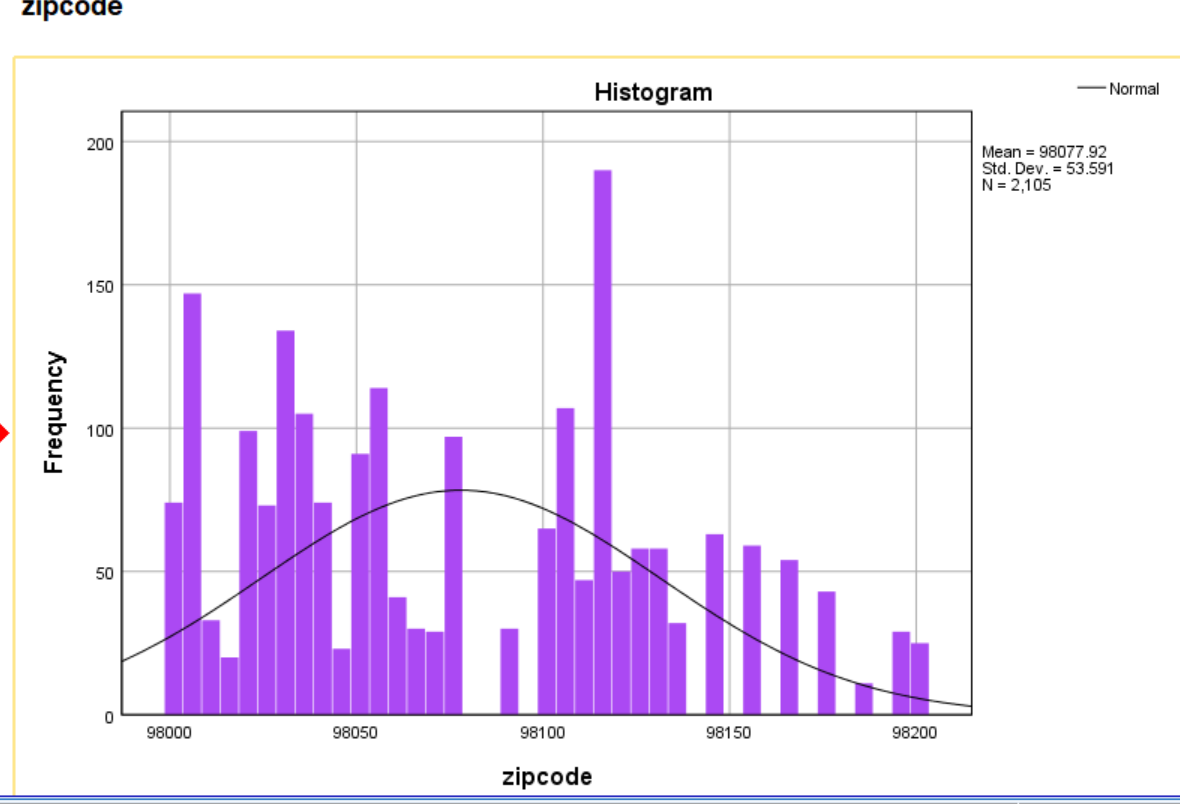 zipcode
Histogram
Normal
Mean = 98077.92
Std. Dev. = 53.591
N = 2,105
Frequency
200
150
100
50
0
98000
98050
98100
98150
98200
zipcode